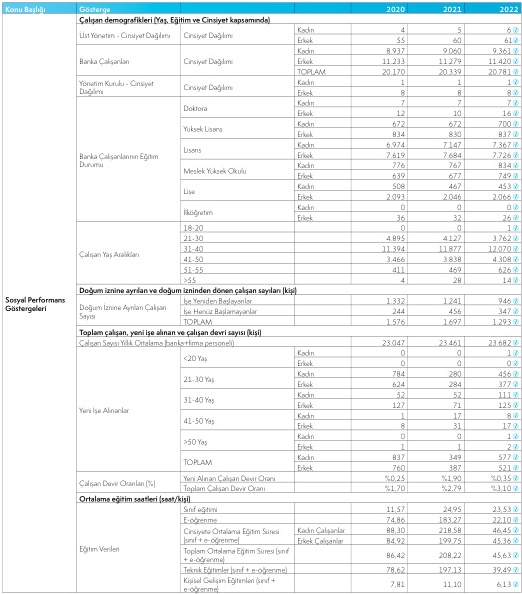 Konu Başlığı Gösterge 2020 2021 2022
Çalışan demografikleri (Yaş, Eğitim ve Cinsiyet kapsamında)
Üst Yönetim - Cinsiyet Dağılımı Cinsiyet Dağılımı Kadın 4 5 6
Erkek 55 60 61
Banka Çalışanları Cinsiyet Dağılımı Kadın 8.937 9.060 9.361
Erkek 11.233 11.279 11.420
TOPLAM 20.170 20.339 20.781
Yönetim Kurulu - Cinsiyet Dağılımı Cinsiyet Dağılımı Kadın 1 1 1
Erkek 8 8 8
Banka Çalışanlarının Eğitim Durumu
Doktora Kadın 7 7 7
Erkek 12 10 16
Yüksek Lisans Kadın 672 672 700
Erkek 834 830 837
Lisans Kadın 6.974 7.147 7.367
Erkek 7.619 7.684 7.726
Meslek Yüksek Okulu Kadın 776 767 834
Erkek 639 677 749
Lise Kadın 508 467 453
Erkek 2.093 2.046 2.066
İlköğretim Kadın 0 0 0
Erkek 36 32 26
Çalışan Yaş Aralıkları
18-20 0 0 1
21-30 4.895 4.127 3.762
31-40 11.394 11.877 12.070
41-50 3.466 3.838 4.308
51-55 411 469 626
>55 4 28 14
Sosyal Performans Göstergeleri
Doğum iznine ayrılan ve doğum izninden dönen çalışan sayıları (kişi)
Doğum İznine Ayrılan Çalışan Sayısı
İşe Yeniden Başlayanlar 1.332 1.241 946
İşe Henüz Başlamayanlar 244 456 347
TOPLAM 1.576 1.697 1.293
Toplam çalışan, yeni işe alınan ve çalışan devri sayısı (kişi)
Çalışan Sayısı Yıllık Ortalama (banka+firma personeli) 23.047 23.461 23.682
Yeni İşe Alınanlar
<20 Yaş Kadın 0 0 1
Erkek 0 0 0
21-30 Yaş Kadın 784 280 456
Erkek 624 284 377
31-40 Yaş Kadın 52 52 111
Erkek 127 71 125
41-50 Yaş Kadın 1 17 8
Erkek 8 31 17
>50 Yaş Kadın 0 0 1
Erkek 1 1 2
TOPLAM Kadın 837 349 577
Erkek 760 387 521
Çalışan Devir Oranları (%)
Yeni Alınan Çalışan Devir Oranı %0,25 %1,90 %0,35
Toplam Çalışan Devir Oranı %1,70 %2,79 %3,10
Ortalama eğitim saatleri (saat/kişi)
Eğitim Verileri
Sınıf eğitimi 11,57 24,95 23,53
E-öğrenme 74,86 183,27 22,10
Cinsiyete Ortalama Eğitim Süresi (sınıf + e-öğrenme) Kadın Çalışanlar 88,30 218,58 46,45
Erkek Çalışanlar 84,92 199,75 45,36
Toplam Ortalama Eğitim Süresi (sınıf + e-öğrenme) 86,42 208,22 45,63
Teknik Eğitimler (sınıf + e-öğrenme) 78,62 197,13 39,49
Kişisel Gelişim Eğitimleri (sınıf + e-öğrenme) 7,81 11,10 6,13